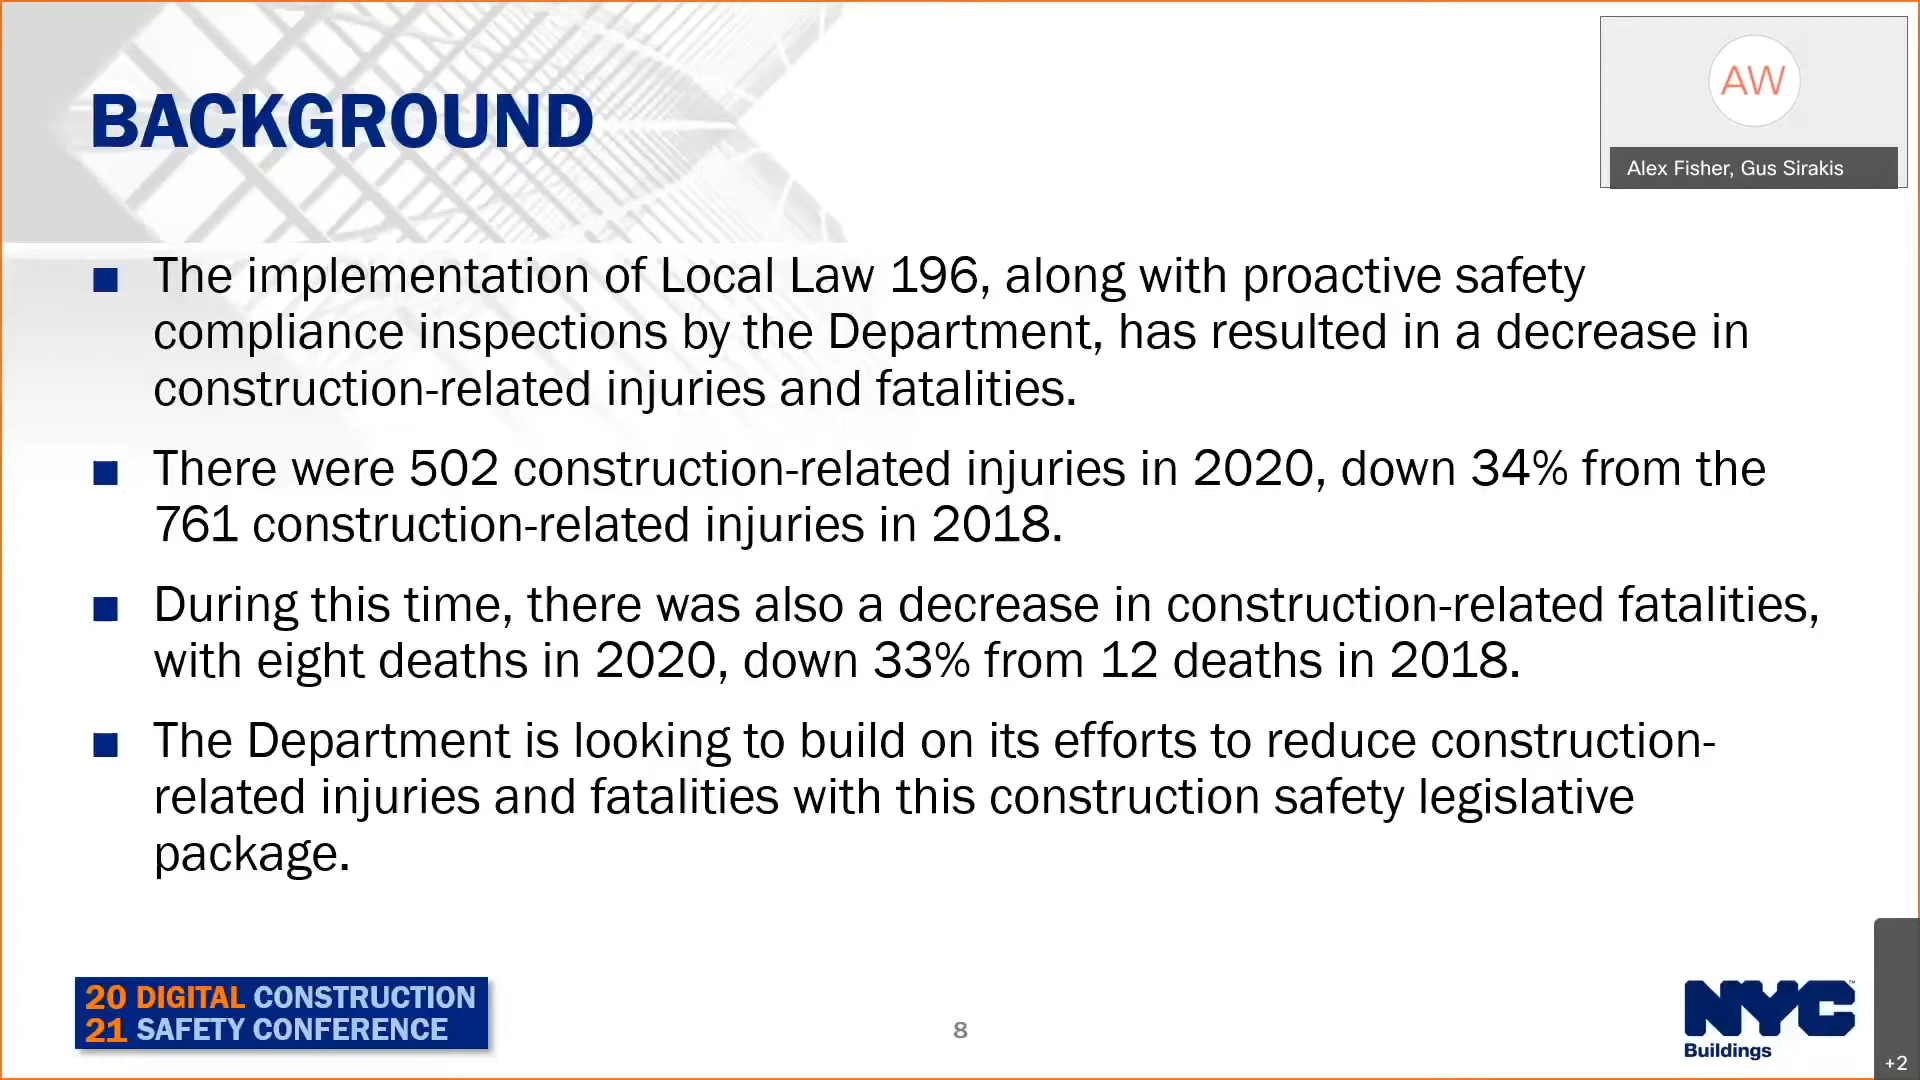 BACKGROUND
AW
Alex Fisher, Gus Sirakis
■ The implementation of Local Law 196, along with proactive safety
compliance inspections by the Department, has resulted in a decrease in
construction-related injuries and fatalities.
■ There were 502 construction-related injuries in 2020, down 34% from the
761 construction-related injuries in 2018.
■ During this time, there was also a decrease in construction-related fatalities,
with eight deaths in 2020, down 33% from 12 deaths in 2018.
■ The Department is looking to build on its efforts to reduce construction-
related injuries and fatalities with this construction safety legislative
package.
20 DIGITAL CONSTRUCTION
21 SAFETY CONFERENCE
8
NYC™
Buildings
+2